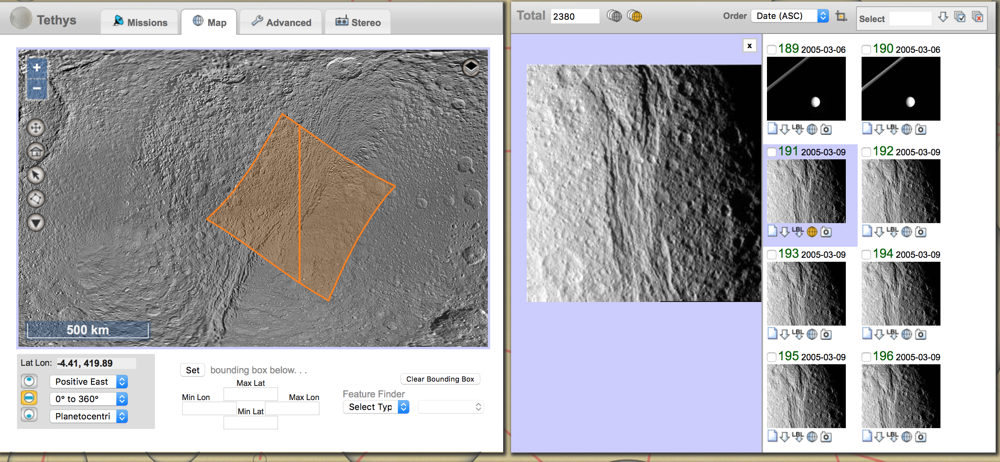 Tethys
Missions
Map
Advanced
Stereo
+
−
500 km
Lat Lon: -4.41, 419.89
Positive East
0° to 360°
Planetocentri
Set bounding box below. . .
Max Lat
Min Lon
Max Lon
Min Lat
Clear Bounding Box
Feature Finder
Select Typ
Total 2380
Order Date (ASC)
Select
x
189 2005-03-06
190 2005-03-06
LBL
LBL
191 2005-03-09
192 2005-03-09
LBL
LBL
193 2005-03-09
194 2005-03-09
LBL
LBL
195 2005-03-09
196 2005-03-09
LBL
LBL